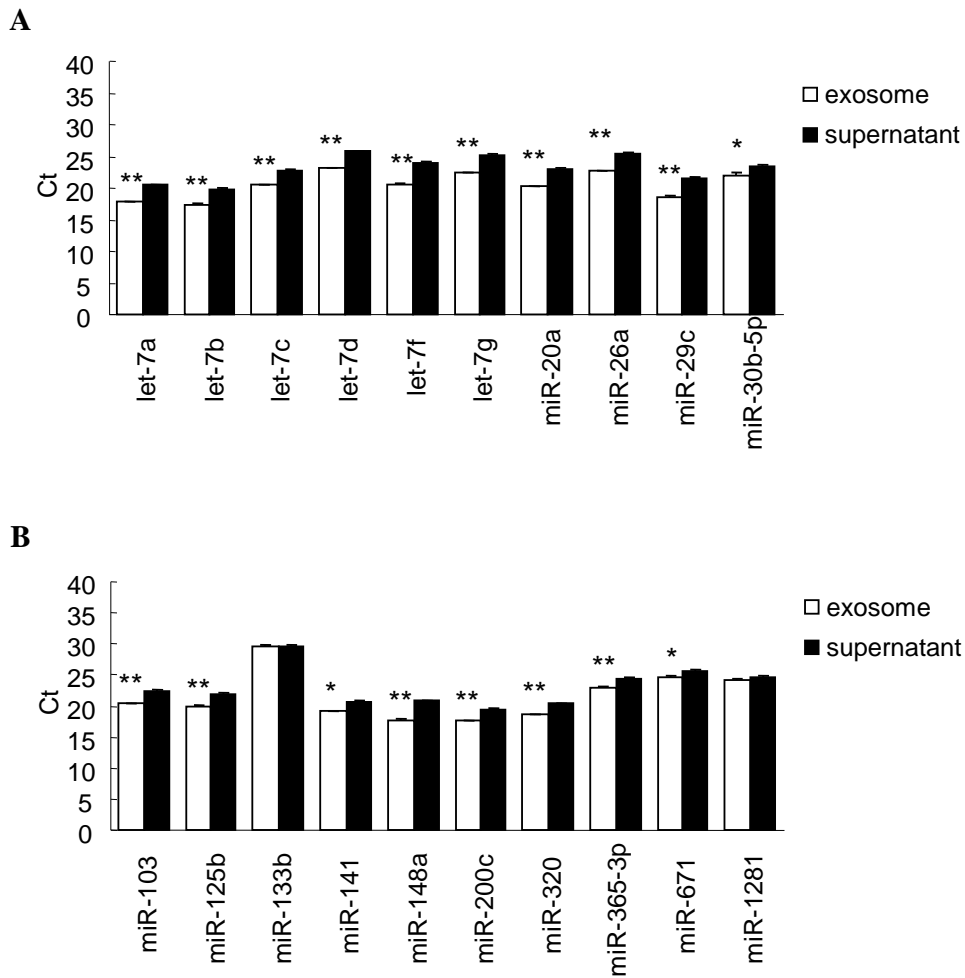 A
40
35
30
25
20
15
10
5
0
Ct
** ** ** ** ** ** ** ** ** *
exosome
supernatant
let-7a
let-7b
let-7c
let-7d
let-7f
let-7g
miR-20a
miR-26a
miR-29c
miR-30b-5p
B
40
35
30
25
20
15
10
5
0
Ct
** ** * ** ** ** ** *
exosome
supernatant
miR-103
miR-125b
miR-133b
miR-141
miR-148a
miR-200c
miR-320
miR-365-3p
miR-671
miR-1281